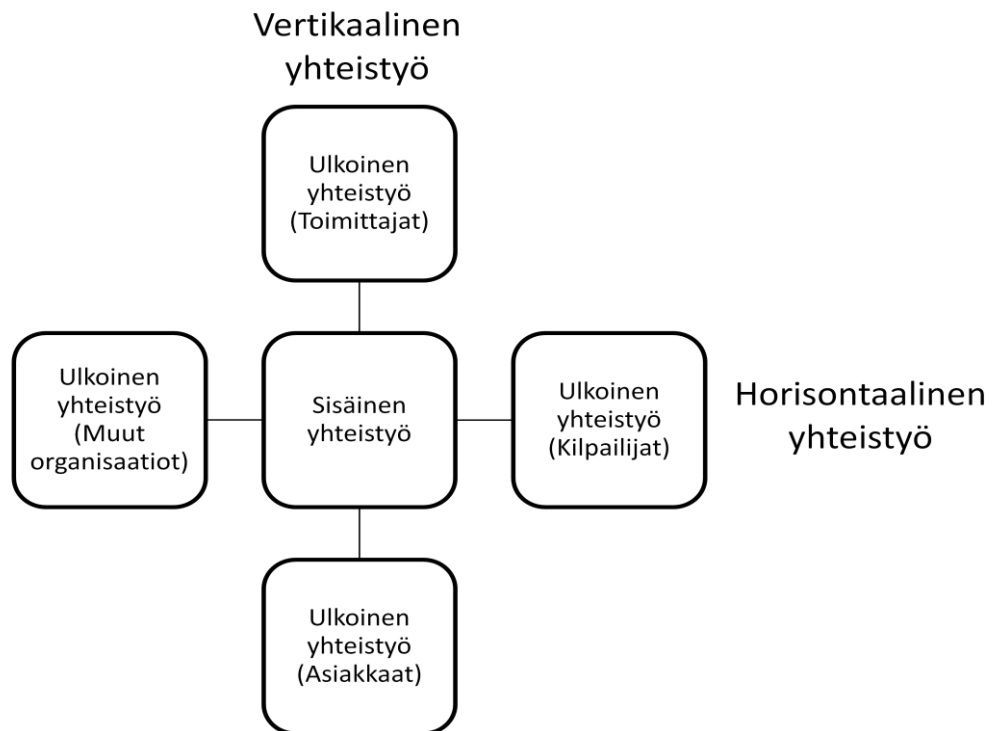 Vertikaalinen
yhteistyö
Ulkoinen
yhteistyö
(Toimittajat)
Ulkoinen
yhteistyö
(Muut
organisaatiot)
Sisäinen
yhteistyö
Ulkoinen
yhteistyö
(Kilpailijat)
Horisontaalinen
yhteistyö
Ulkoinen
yhteistyö
(Asiakkaat)